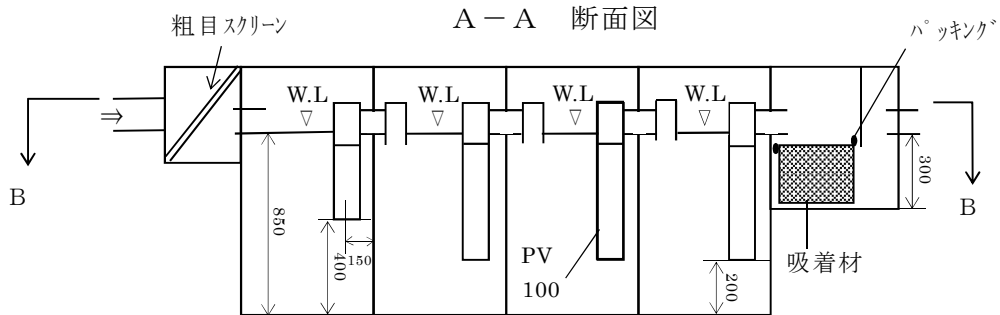 A－A　断面図
粗目スクリーン
パッキング
W.L
W.L
W.L
W.L
⇒
B
B
850
400
150
PV
100
200
300
吸着材